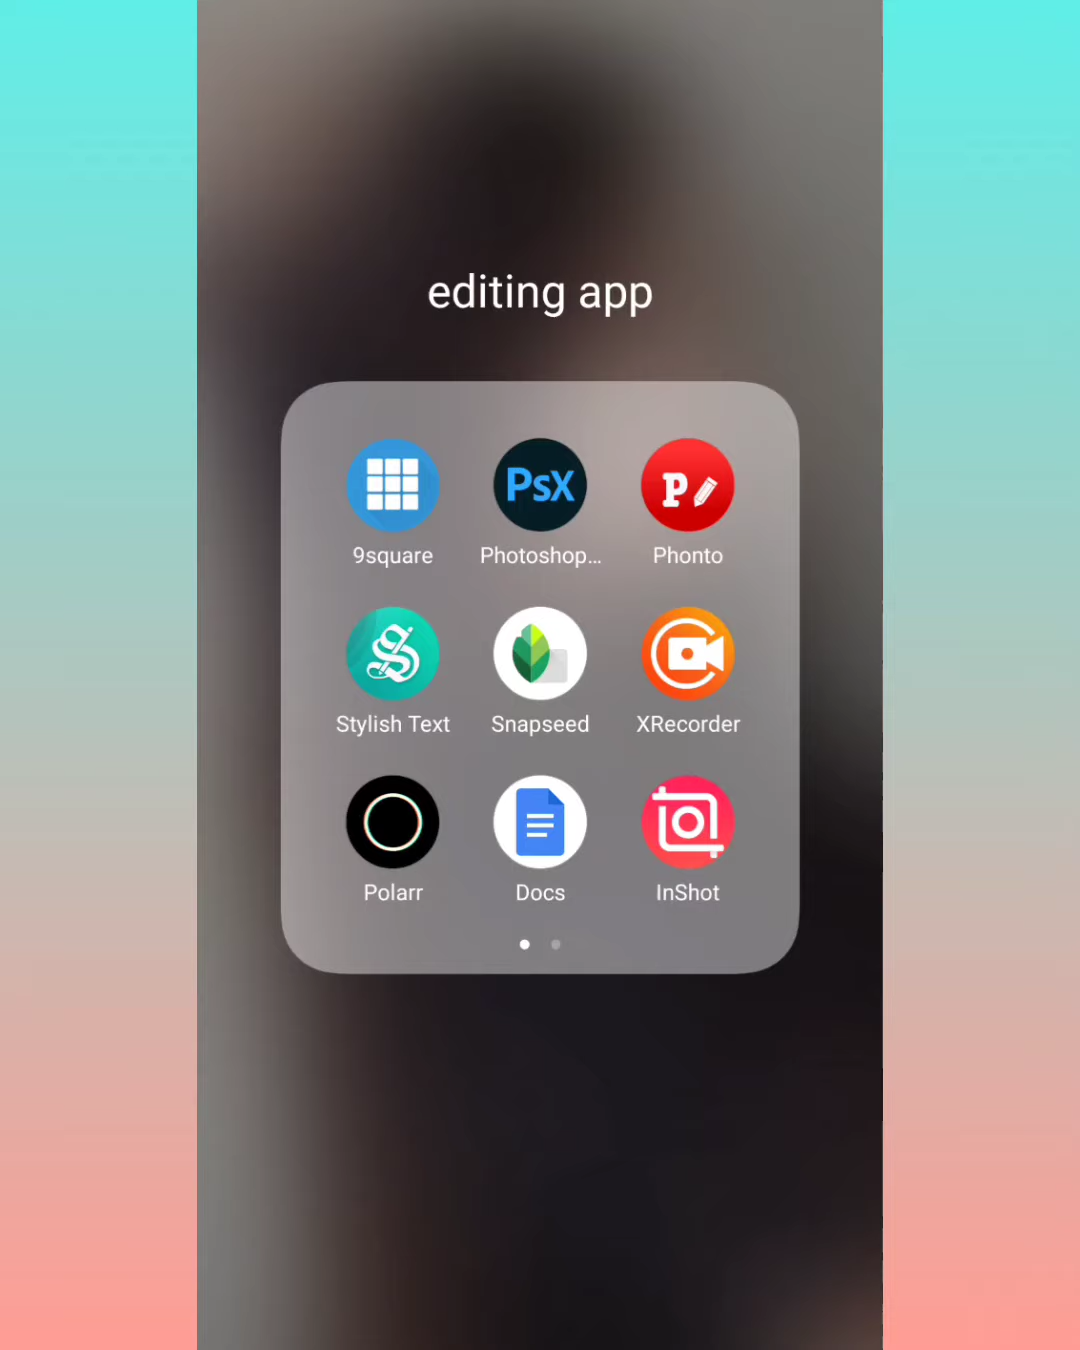 editing app
PsX
P
9square
Photoshop...
Phonto
S
Stylish Text
Snapseed
XRecorder
Polarr
Docs
InShot